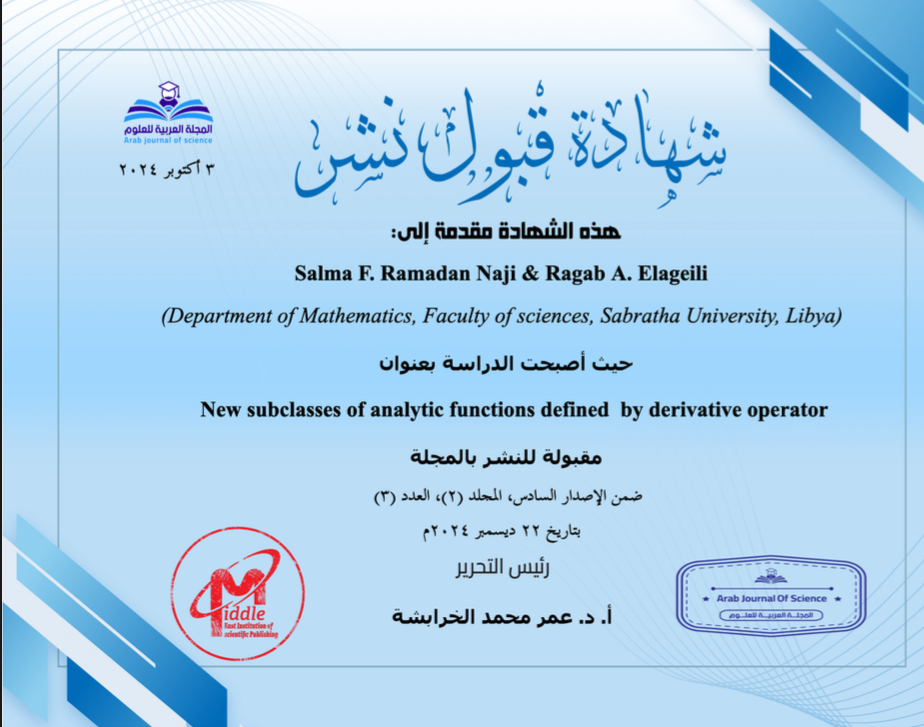 المجلة العربية للعلوم
Arab journal of science
٣ أكتوبر ٢٠٢٤
شهادة قبول نشر
هذه الشهادة مقدمة إلى:
Salma F. Ramadan Naji & Ragab A. Elageili
(Department of Mathematics, Faculty of sciences, Sabratha University, Libya)
حيث أصبحت الدراسة بعنوان
New subclasses of analytic functions defined by derivative operator
مقبولة للنشر بالمجلة
ضمن الإصدار السادس، المجلد (٢)، العدد (٣)
بتاريخ ٢٢ ديسمبر ٢٠٢٤م
رئيس التحرير
أ. د. عمر محمد الخرابشة
Middle
East Institution of
scientific Publishing
Arab Journal Of Science
المجلة العربية للعلوم